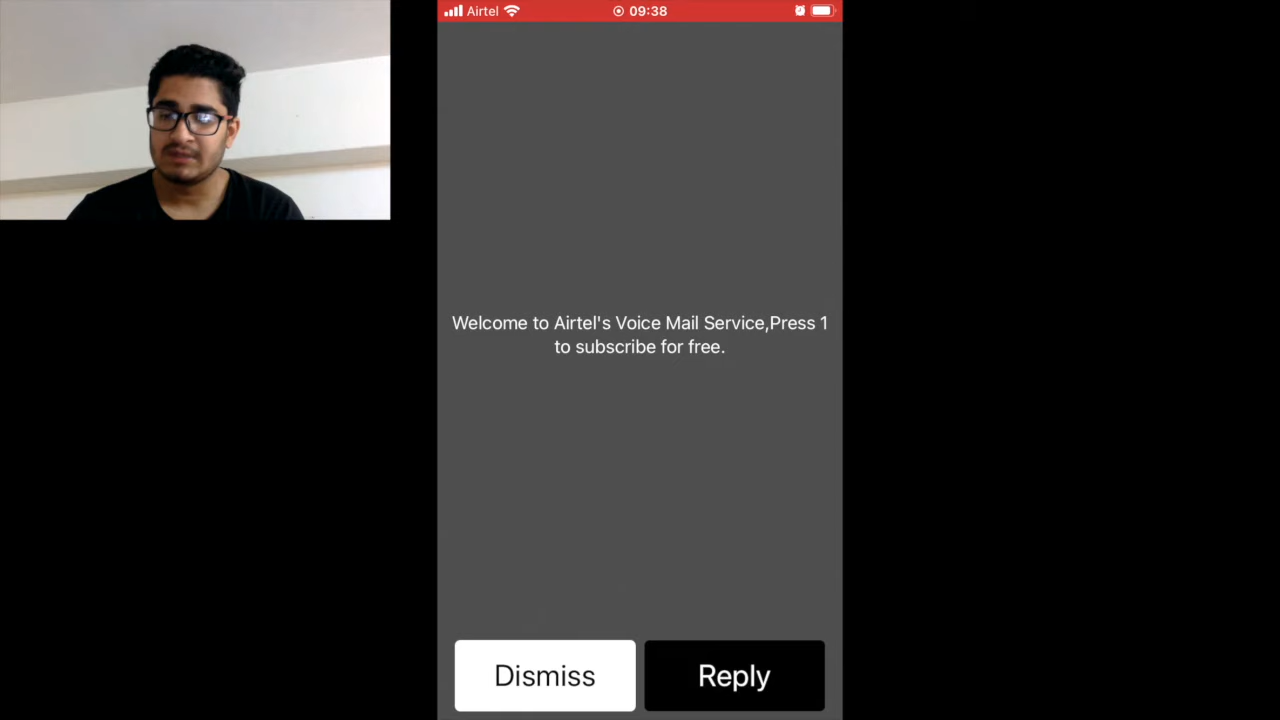 Airtel 09:38
Welcome to Airtel's Voice Mail Service,Press 1
to subscribe for free.
Dismiss Reply